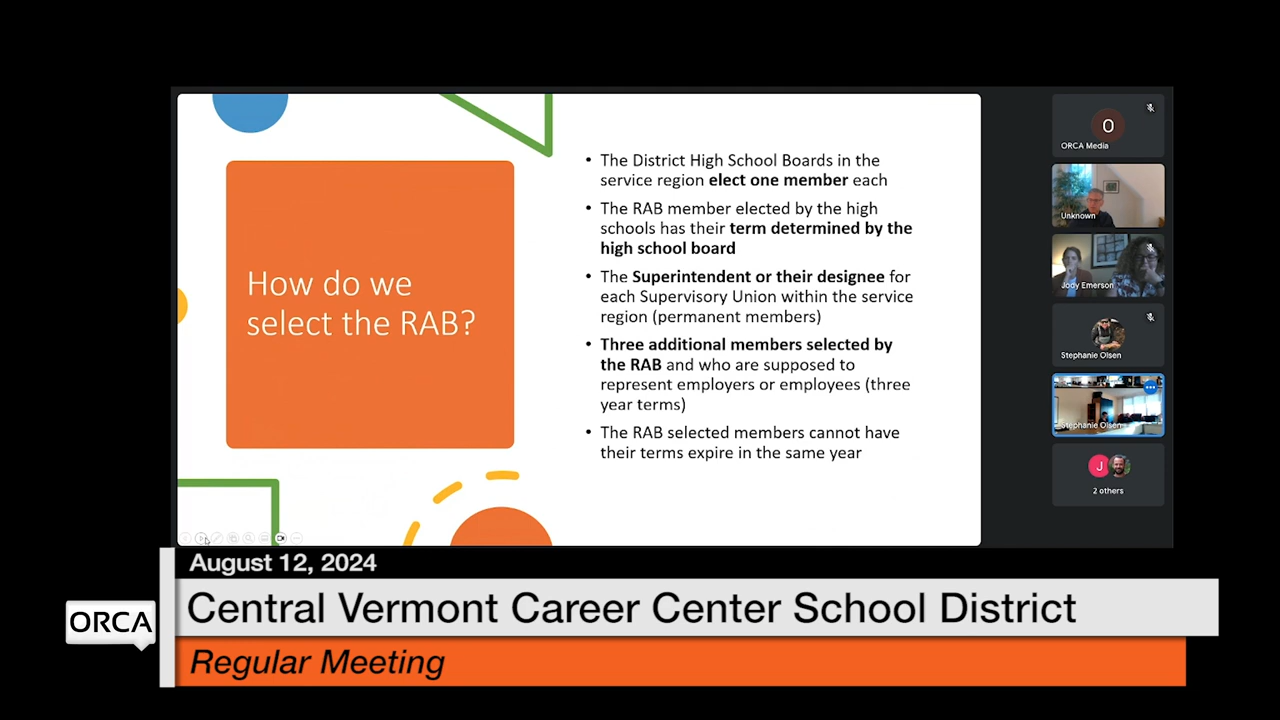 How do we
select the RAB?
• The District High School Boards in the
service region elect one member each
• The RAB member elected by the high
schools has their term determined by the
high school board
• The Superintendent or their designee for
each Supervisory Union within the service
region (permanent members)
• Three additional members selected by
the RAB and who are supposed to
represent employers or employees (three
year terms)
• The RAB selected members cannot have
their terms expire in the same year
O
ORCA Media
Unknown
Jody Emerson
Stephanie Olsen
Stephanie Olsen
J
2 others
August 12, 2024
ORCA
Central Vermont Career Center School District
Regular Meeting